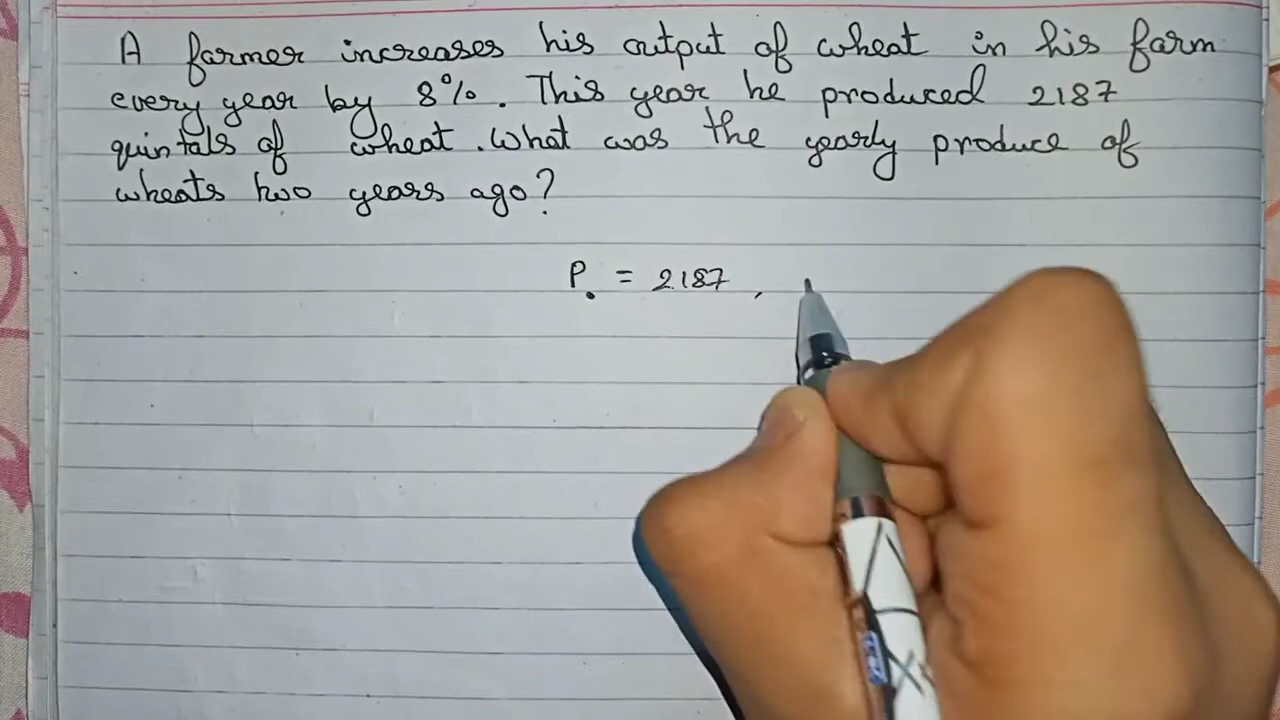 A farmer increases his output of wheat in his farm
every year by 8%. This year he produced 2187
quintals of wheat. What was the yearly produce of
wheats two years ago?
P. = 2187 ,